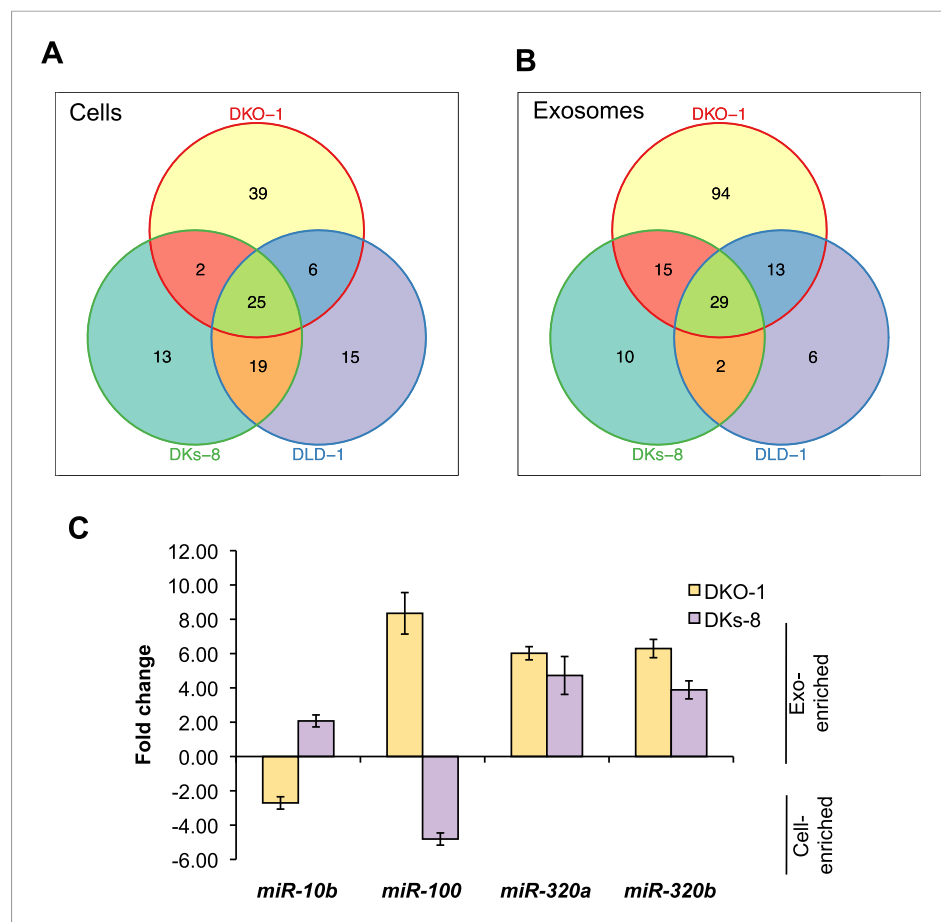 A
Cells
DKO–1
39
2
6
25
13
19
15
DKs–8
DLD–1
B
Exosomes
DKO–1
94
15
13
29
10
2
6
DKs–8
DLD–1
C
Fold change
12.00
10.00
8.00
6.00
4.00
2.00
0.00
-2.00
-4.00
-6.00
DKO-1
DKs-8
Exo-
enriched
Cell-
enriched
miR-10b
miR-100
miR-320a
miR-320b